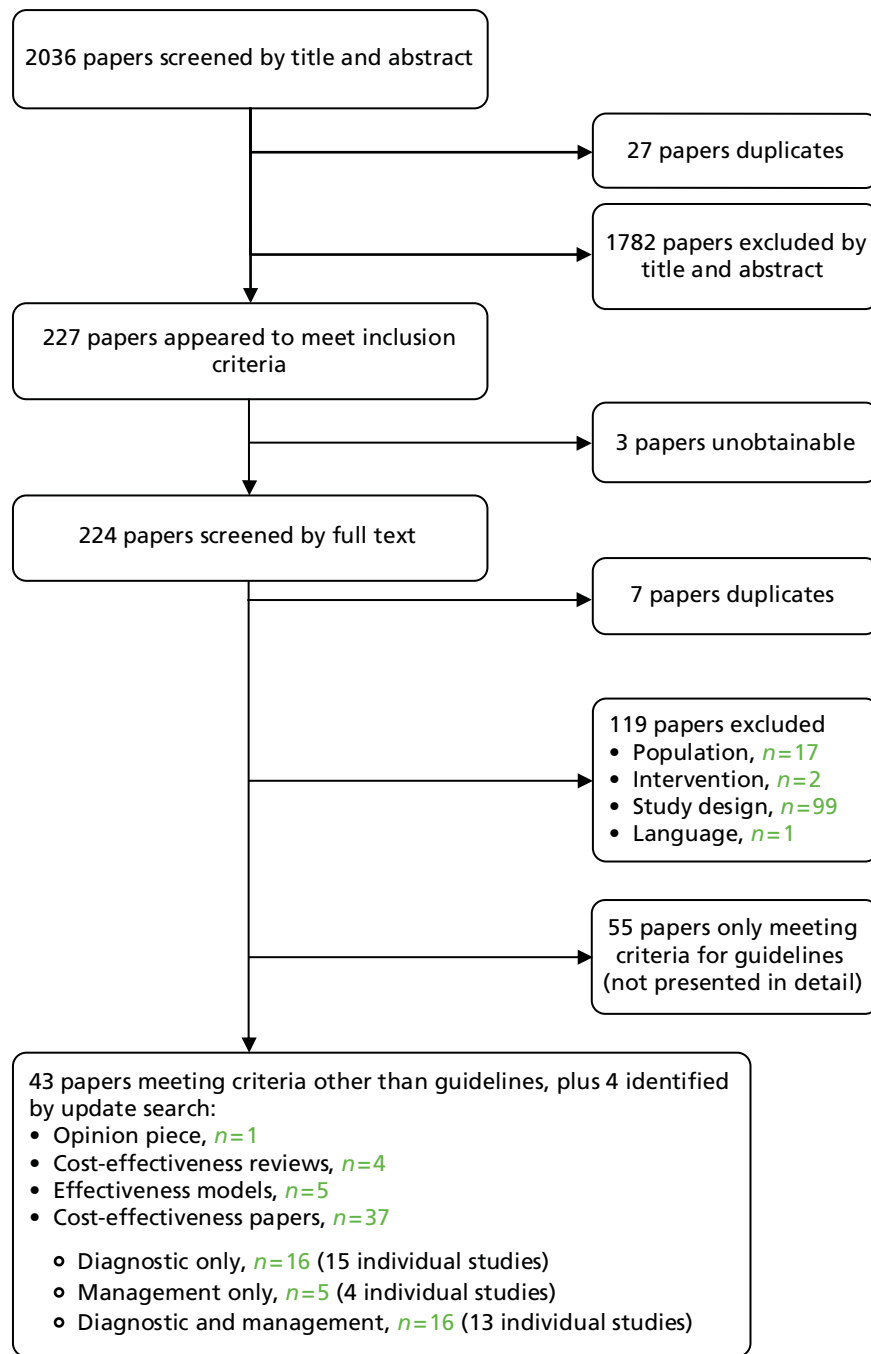 2036 papers screened by title and abstract
27 papers duplicates
1782 papers excluded by
title and abstract
227 papers appeared to meet inclusion
criteria
3 papers unobtainable
224 papers screened by full text
7 papers duplicates
119 papers excluded
• Population, n=17
• Intervention, n=2
• Study design, n=99
• Language, n=1
55 papers only meeting
criteria for guidelines
(not presented in detail)
43 papers meeting criteria other than guidelines, plus 4 identified
by update search:
• Opinion piece, n=1
• Cost-effectiveness reviews, n=4
• Effectiveness models, n=5
• Cost-effectiveness papers, n=37
Diagnostic only, n=16 (15 individual studies)
Management only, n=5 (4 individual studies)
Diagnostic and management, n=16 (13 individual studies)